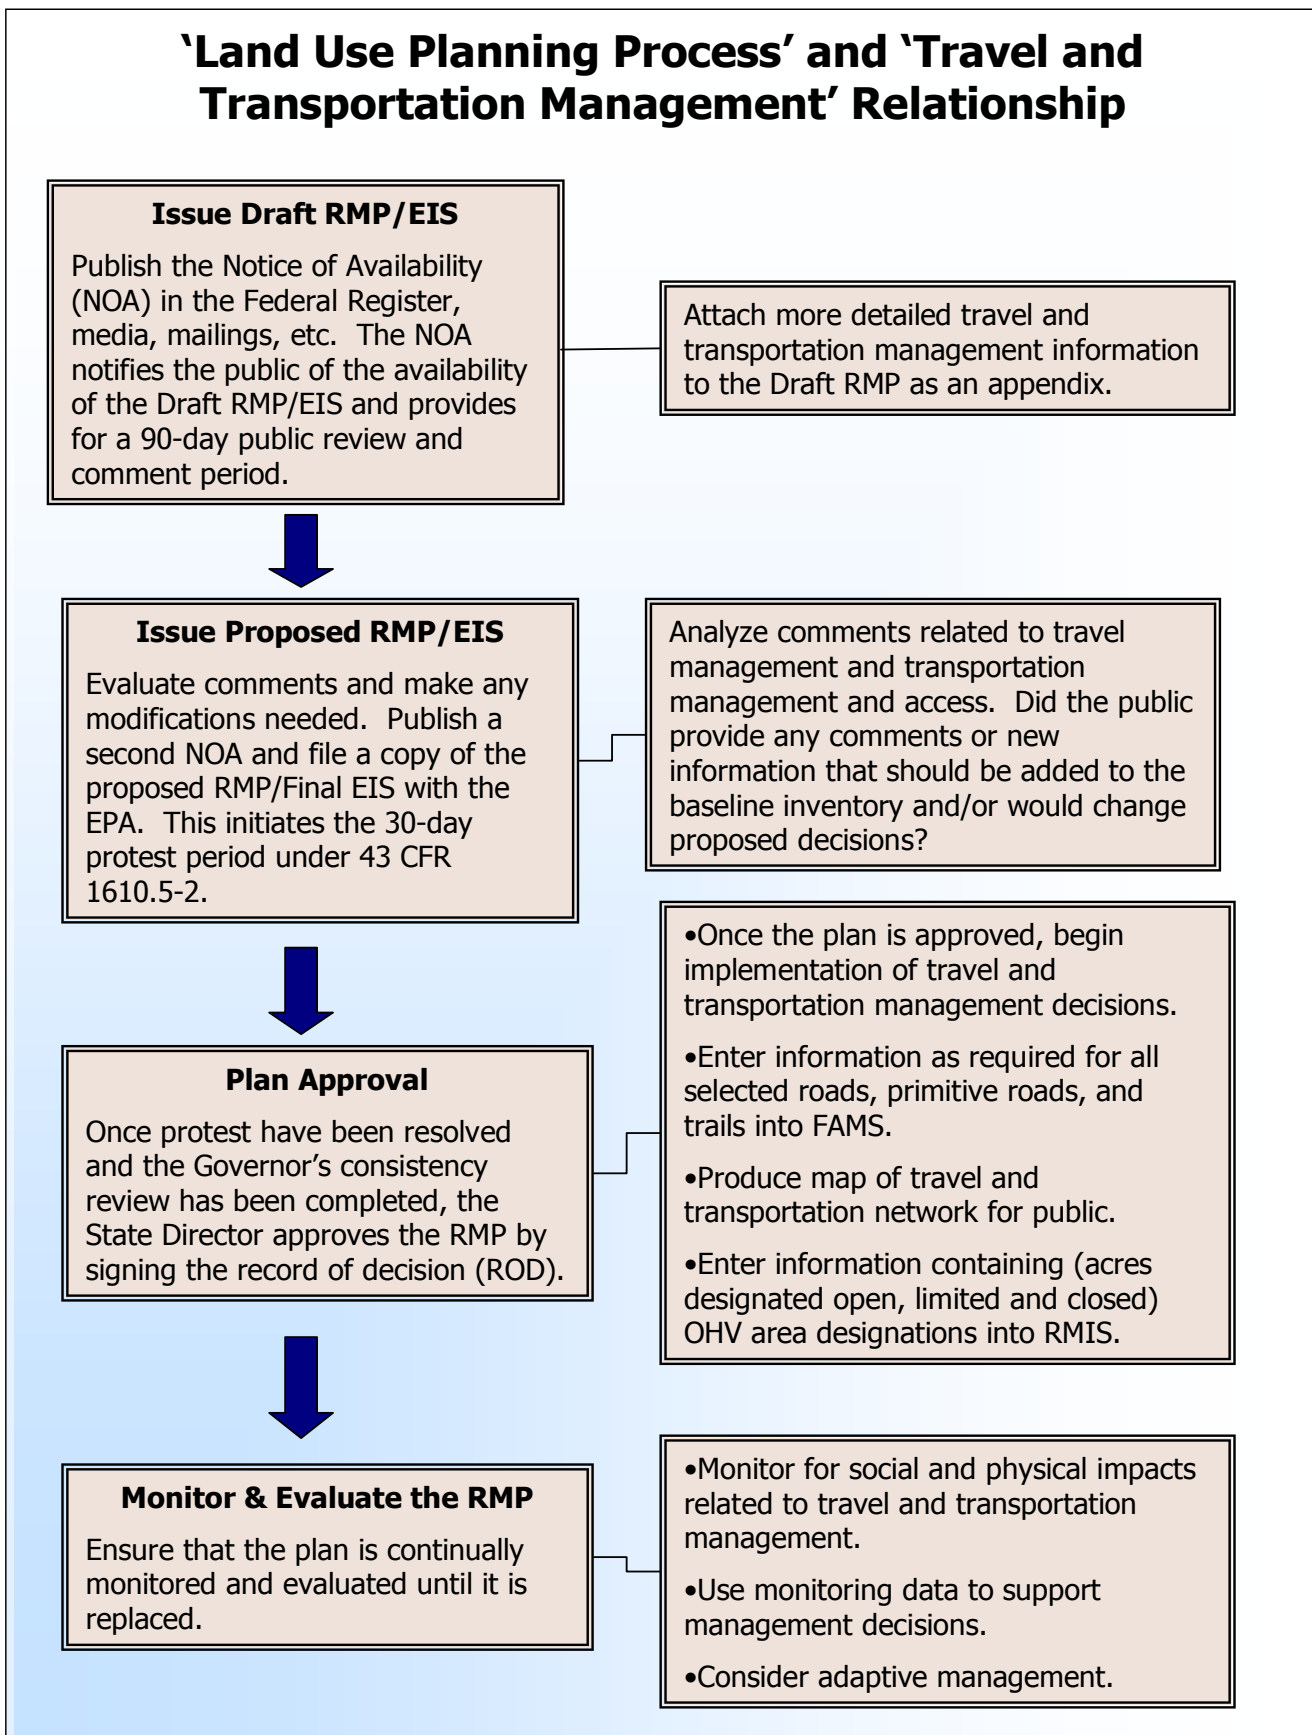 ‘Land Use Planning Process’ and ‘Travel and
Transportation Management’ Relationship
Issue Draft RMP/EIS
Publish the Notice of Availability
(NOA) in the Federal Register,
media, mailings, etc.  The NOA
notifies the public of the availability
of the Draft RMP/EIS and provides
for a 90-day public review and
comment period.
Attach more detailed travel and
transportation management information
to the Draft RMP as an appendix.
Issue Proposed RMP/EIS
Evaluate comments and make any
modifications needed.  Publish a
second NOA and file a copy of the
proposed RMP/Final EIS with the
EPA.  This initiates the 30-day
protest period under 43 CFR
1610.5-2.
Analyze comments related to travel
management and transportation
management and access.  Did the public
provide any comments or new
information that should be added to the
baseline inventory and/or would change
proposed decisions?
Plan Approval
Once protest have been resolved
and the Governor’s consistency
review has been completed, the
State Director approves the RMP by
signing the record of decision (ROD).
•Once the plan is approved, begin
implementation of travel and
transportation management decisions.
•Enter information as required for all
selected roads, primitive roads, and
trails into FAMS.
•Produce map of travel and
transportation network for public.
•Enter information containing (acres
designated open, limited and closed)
OHV area designations into RMIS.
Monitor & Evaluate the RMP
Ensure that the plan is continually
monitored and evaluated until it is
replaced.
•Monitor for social and physical impacts
related to travel and transportation
management.
•Use monitoring data to support
management decisions.
•Consider adaptive management.